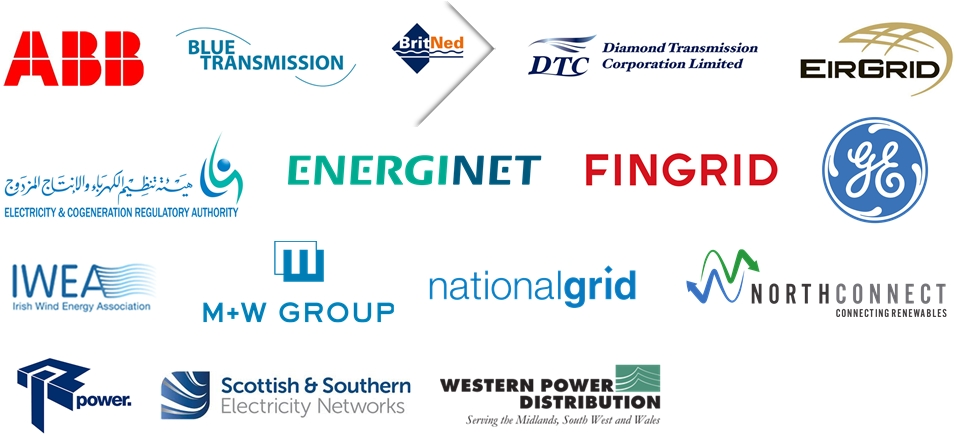 ABB
BLUE
TRANSMISSION
BritNed
DTC
Diamond Transmission
Corporation Limited
EIRGRID
هيئة تنظيم الكهرباء والإنتاج المزدوج
ELECTRICITY & COGENERATION REGULATORY AUTHORITY
ENERGINET
FINGRID
GE
IWEA
Irish Wind Energy Association
M+W GROUP
nationalgrid
NORTHCONNECT
CONNECTING RENEWABLES
power.
Scottish & Southern
Electricity Networks
WESTERN POWER
DISTRIBUTION
Serving the Midlands, South West and Wales